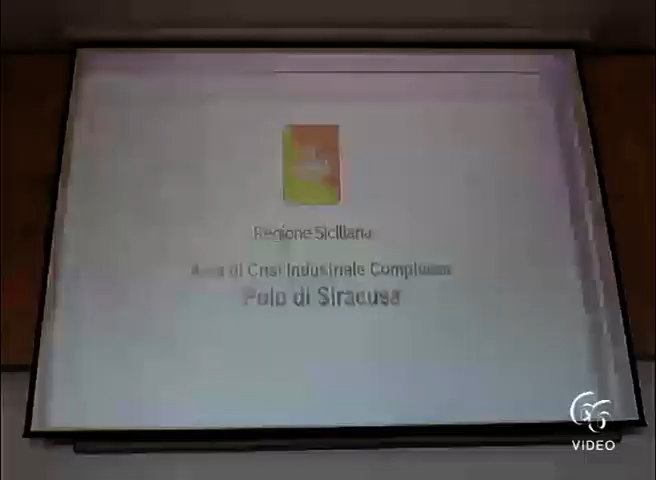 Regione Siciliana
Area di Crisi Industriale Complessa
Polo di Siracusa
VIDEO